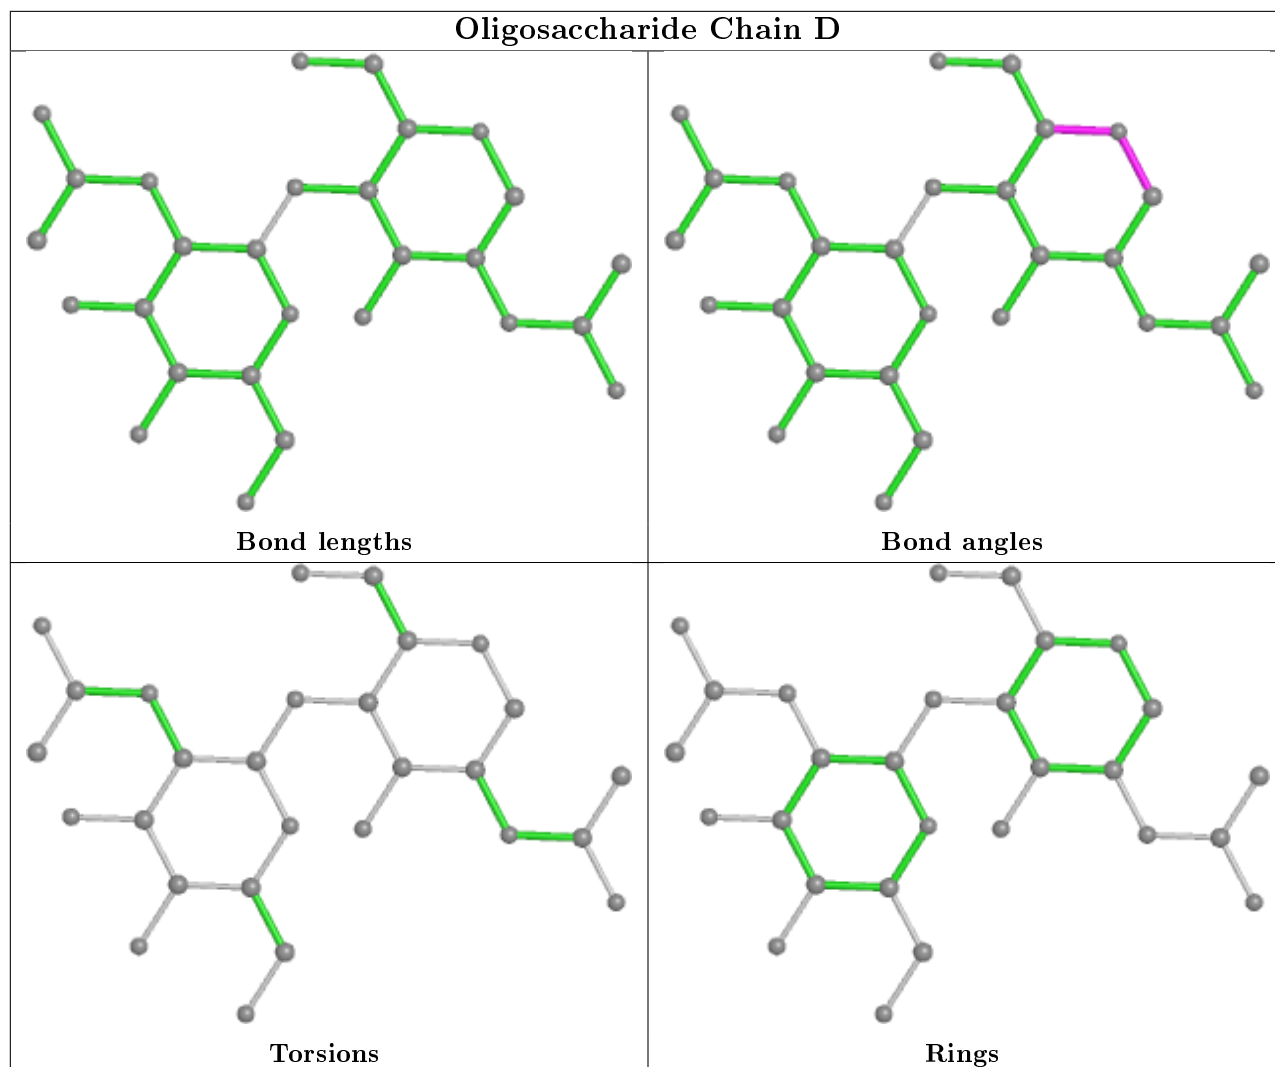 Oligosaccharide Chain D
Bond lengths
Bond angles
Torsions
Rings